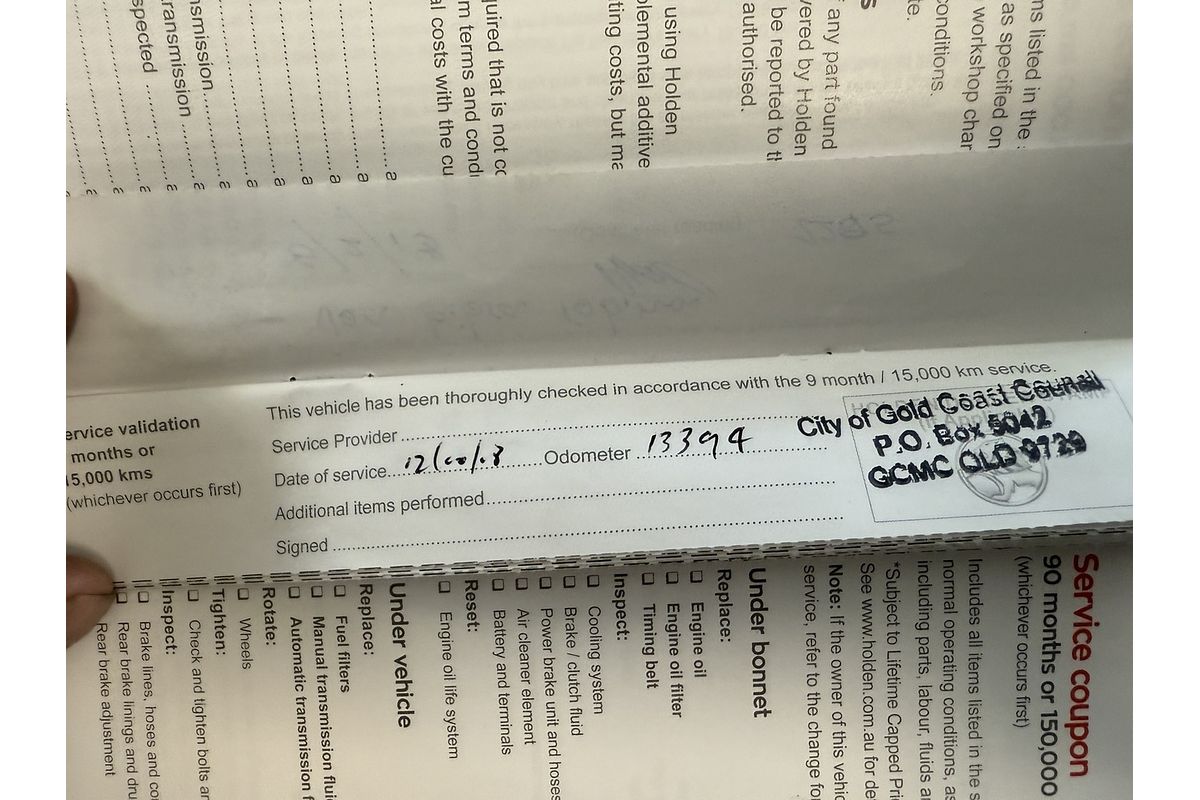 ervice validation
months or
15,000 kms
(whichever occurs first)
This vehicle has been thoroughly checked in accordance with the 9 month / 15,000 km service.
Service Provider
Date of service Odometer 13394
Additional items performed
Signed
City of Gold Coast Council
P.O. Box 5042
GCMC QLD 9729
ms listed in the
as specified on
workshop char
conditions.
te.
s
any part found
vered by Holden
be reported to th
authorised.
using Holden
plemental additive
ting costs, but ma
quired that is not co
m terms and condi
al costs with the cu
nsmission
transmission
spected
Service coupon
90 months or 150,000
(whichever occurs first)
Includes all items listed in the s
normal operating conditions, as
including parts, labour, fluids a
*Subject to Lifetime Capped Pri
See www.holden.com.au for de
Note: If the owner of this vehic
service, refer to the change fo
Under bonnet
Replace:
❏ Engine oil
❏ Engine oil filter
❏ Timing belt
Inspect:
❏ Cooling system
❏ Brake / clutch fluid
❏ Power brake unit and hoses
❏ Air cleaner element
❏ Battery and terminals
Reset:
❏ Engine oil life system
Under vehicle
Replace:
❏ Fuel filters
❏ Manual transmission flui
❏ Automatic transmission f
Rotate:
❏ Wheels
Tighten:
❏ Check and tighten bolts a
Inspect:
❏ Brake lines, hoses and co
❏ Rear brake linings and dru
Rear brake adjustment